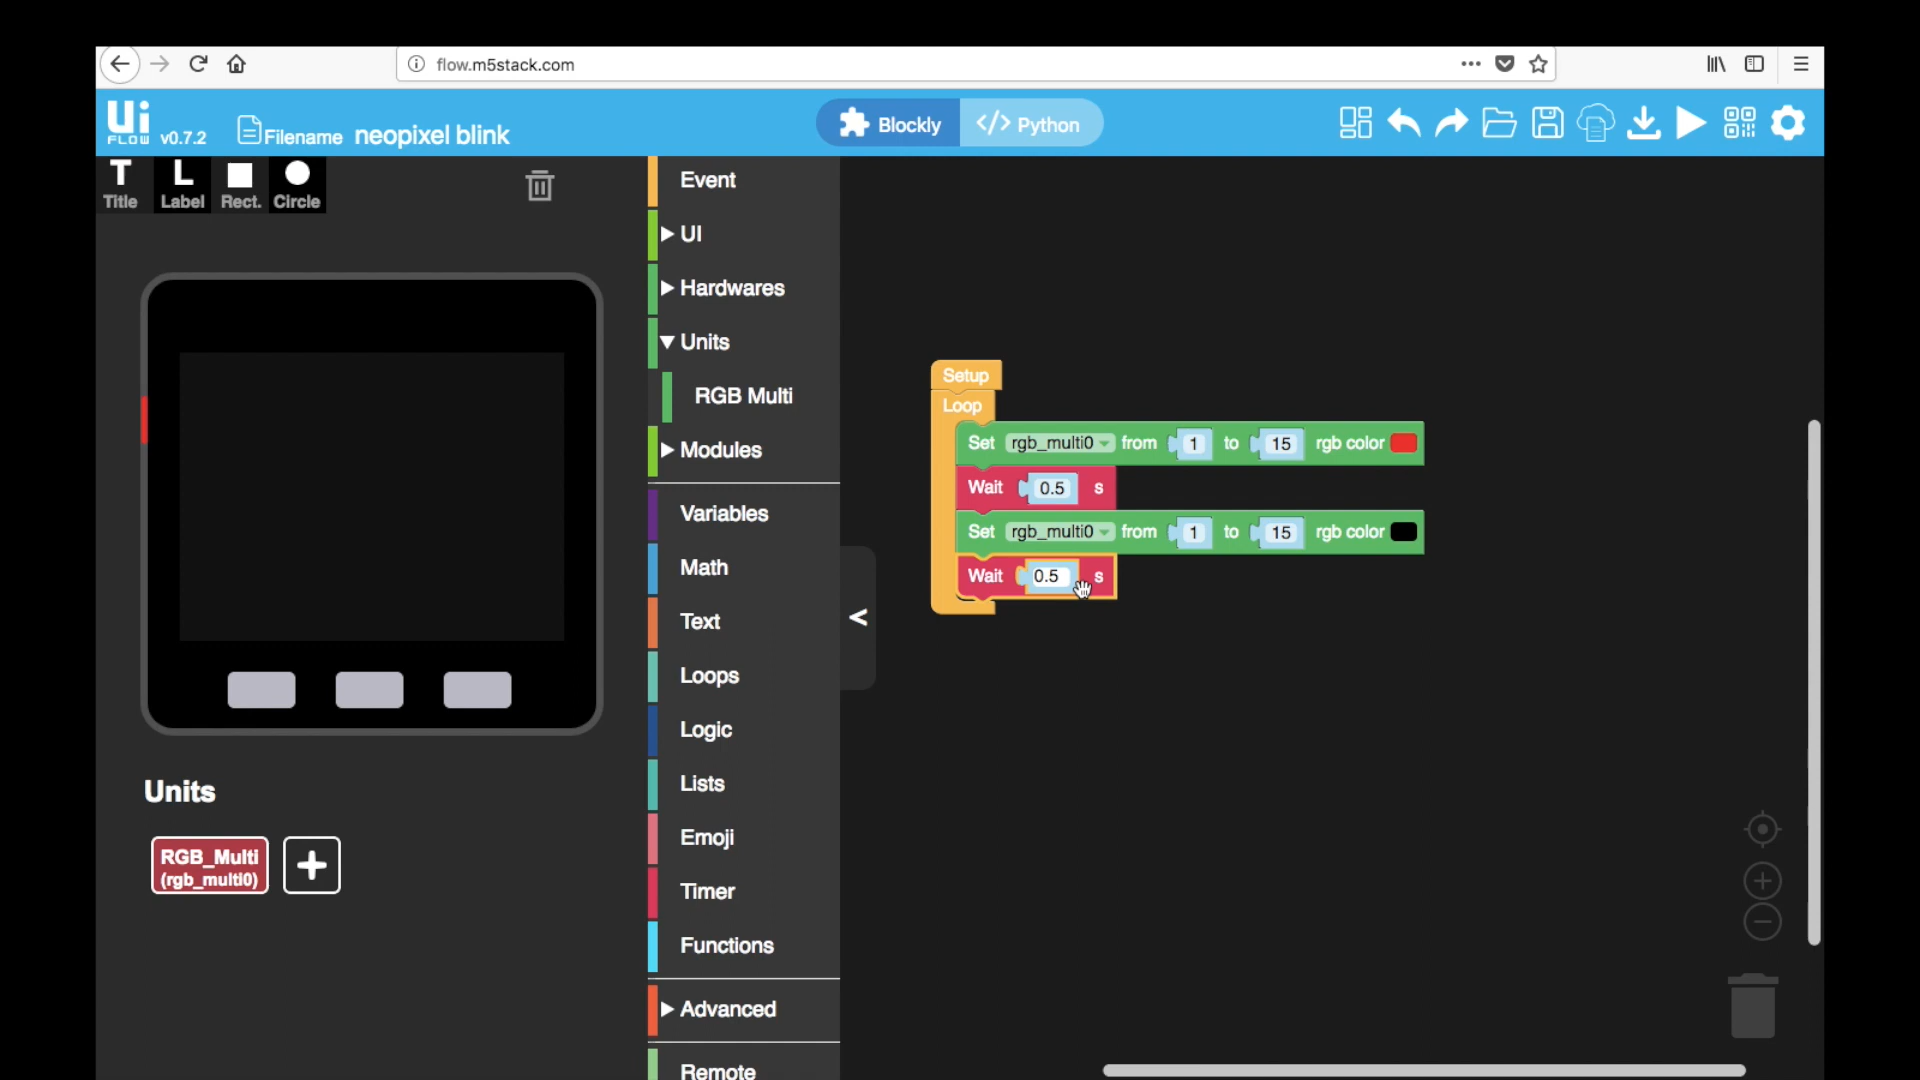 flow.m5stack.com
Ui
FLOW v0.7.2 Filename neopixel blink
Blockly </> Python
T L
Title Label Rect. Circle
Event
UI
Hardwares
Units
RGB Multi
Modules
Variables
Math
Text
Loops
Logic
Lists
Emoji
Timer
Functions
Advanced
Remote
<
Setup
Loop
Set rgb_multi0 from 1 to 15 rgb color
Wait 0.5 s
Set rgb_multi0 from 1 to 15 rgb color
Wait 0.5 s
Units
RGB_Multi
(rgb_multi0)